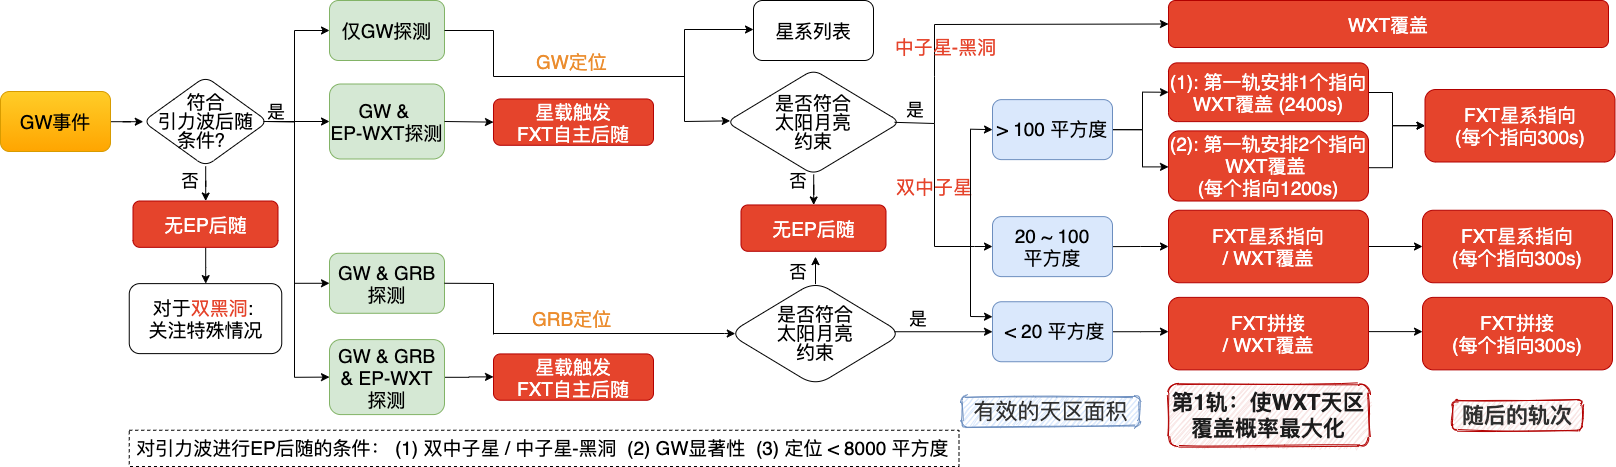 GW事件
符合
引力波后随
条件?
是
否
无EP后随
对于双黑洞:
关注特殊情况
仅GW探测
GW &
EP-WXT探测
GW & GRB
探测
GW & GRB
& EP-WXT
探测
GW定位
星载触发
FXT自主后随
GRB定位
星载触发
FXT自主后随
星系列表
是否符合
太阳月亮
约束
是
否
无EP后随
否
是否符合
太阳月亮
约束
是
中子星-黑洞
双中子星
> 100 平方度
20 ~ 100
平方度
< 20 平方度
WXT覆盖
(1): 第一轨安排1个指向
WXT覆盖 (2400s)
(2): 第一轨安排2个指向
WXT覆盖
(每个指向1200s)
FXT星系指向
(每个指向300s)
FXT星系指向
/ WXT覆盖
FXT星系指向
(每个指向300s)
FXT拼接
/ WXT覆盖
FXT拼接
(每个指向300s)
有效的天区面积
第1轨：使WXT天区
覆盖概率最大化
随后的轨次
对引力波进行EP后随的条件： (1) 双中子星 / 中子星-黑洞 (2) GW显著性 (3) 定位 < 8000 平方度